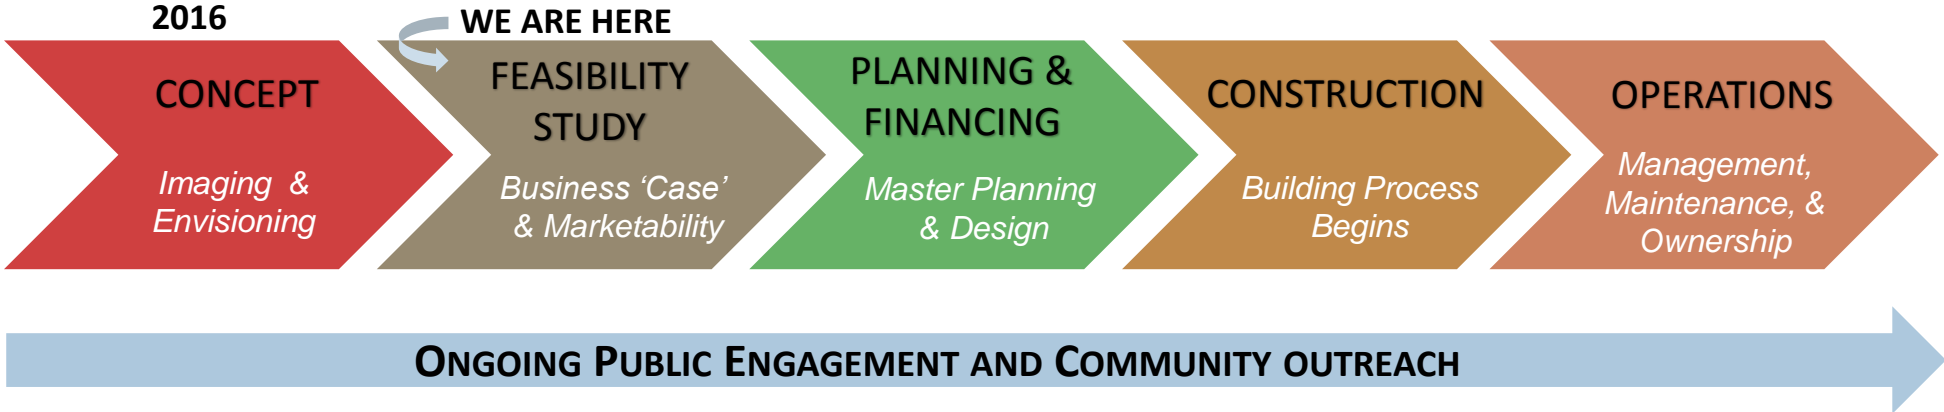 2016
WE ARE HERE
CONCEPT
Imaging & 
Envisioning
FEASIBILITY
STUDY
Business ‘Case’
& Marketability
PLANNING &
FINANCING
Master Planning
& Design
CONSTRUCTION
Building Process
Begins
OPERATIONS
Management,
Maintenance, &
Ownership
ONGOING PUBLIC ENGAGEMENT AND COMMUNITY OUTREACH